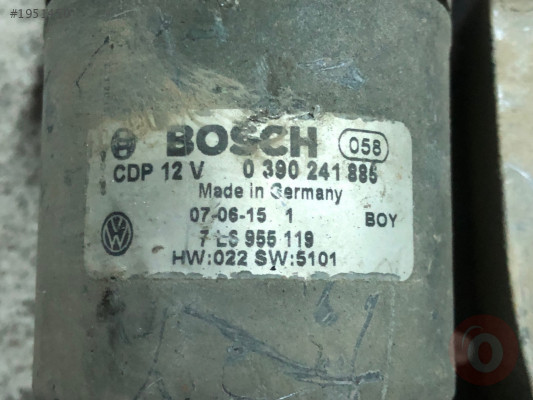 BOSCH 058
CDP 12 V 0 390 241 885
Made in Germany
07-06-15 1 BOY
7 L6 955 119
HW:022 SW:5101